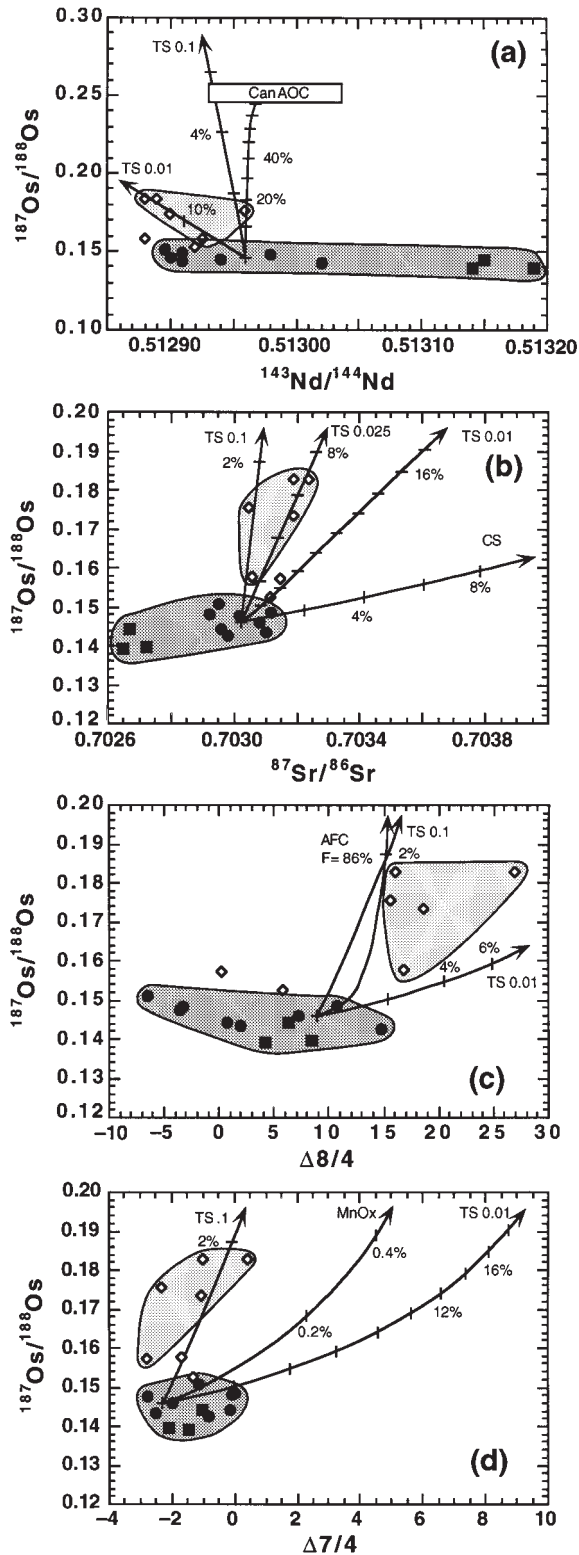 (a)
0.30
0.25
0.20
0.15
0.10
187Os/188Os
TS 0.1
Can AOC
4%
40%
TS 0.01
10%
20%
0.51290
0.51300
0.51310
0.51320
143Nd/144Nd
(b)
0.20
0.19
0.18
0.17
0.16
0.15
0.14
0.13
0.12
187Os/188Os
TS 0.1
TS 0.025
TS 0.01
2%
8%
16%
CS
4%
8%
0.7026
0.7030
0.7034
0.7038
87Sr/86Sr
(c)
0.20
0.19
0.18
0.17
0.16
0.15
0.14
0.13
0.12
187Os/188Os
AFC
F= 86%
TS 0.1
2%
6%
4%
TS 0.01
−10
−5
0
5
10
15
20
25
30
Δ8/4
(d)
0.20
0.19
0.18
0.17
0.16
0.15
0.14
0.13
0.12
187Os/188Os
TS .1
MnOx
TS 0.01
2%
0.4%
16%
0.2%
12%
−4
−2
0
2
4
6
8
10
Δ7/4